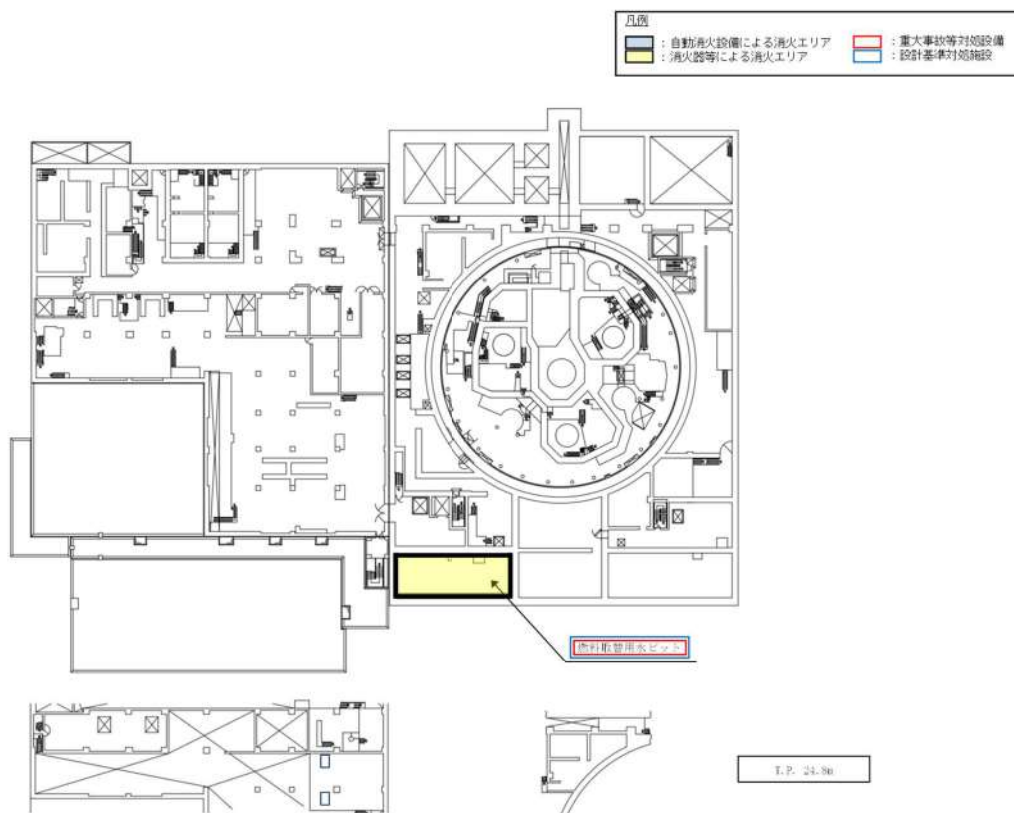 凡例
：自動消火設備による消火エリア
：重大事故等対処設備
：消火器等による消火エリア
：設計基準対処施設
燃料取替用水ピット
T.P. 24.8m